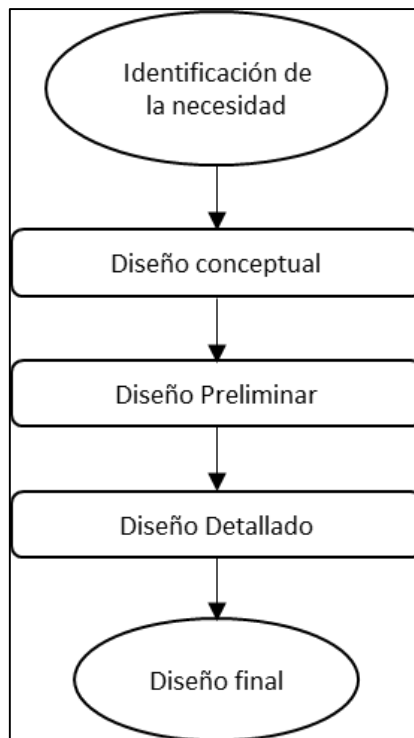 Identificación de
la necesidad
Diseño conceptual
Diseño Preliminar
Diseño Detallado
Diseño final